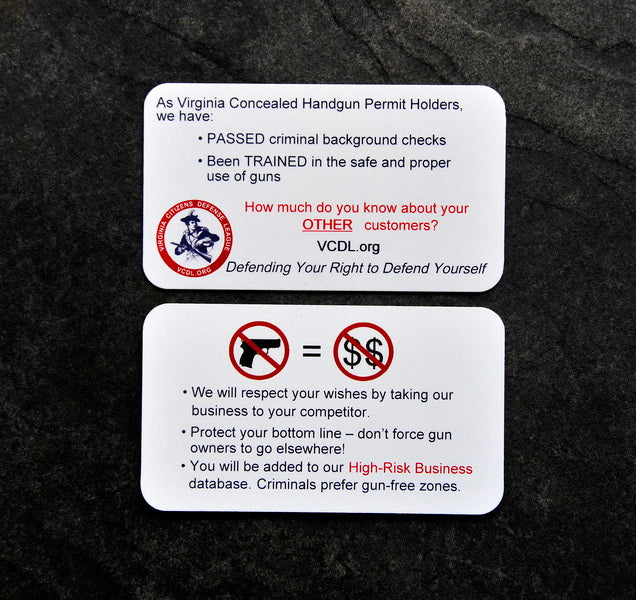 As Virginia Concealed Handgun Permit Holders,
we have:
• PASSED criminal background checks
• Been TRAINED in the safe and proper
use of guns
How much do you know about your
OTHER customers?
VCDL.org
Defending Your Right to Defend Yourself
VIRGINIA CITIZENS DEFENSE LEAGUE
VCDL.ORG
= $$
• We will respect your wishes by taking our
business to your competitor.
• Protect your bottom line – don't force gun
owners to go elsewhere!
• You will be added to our High-Risk Business
database. Criminals prefer gun-free zones.